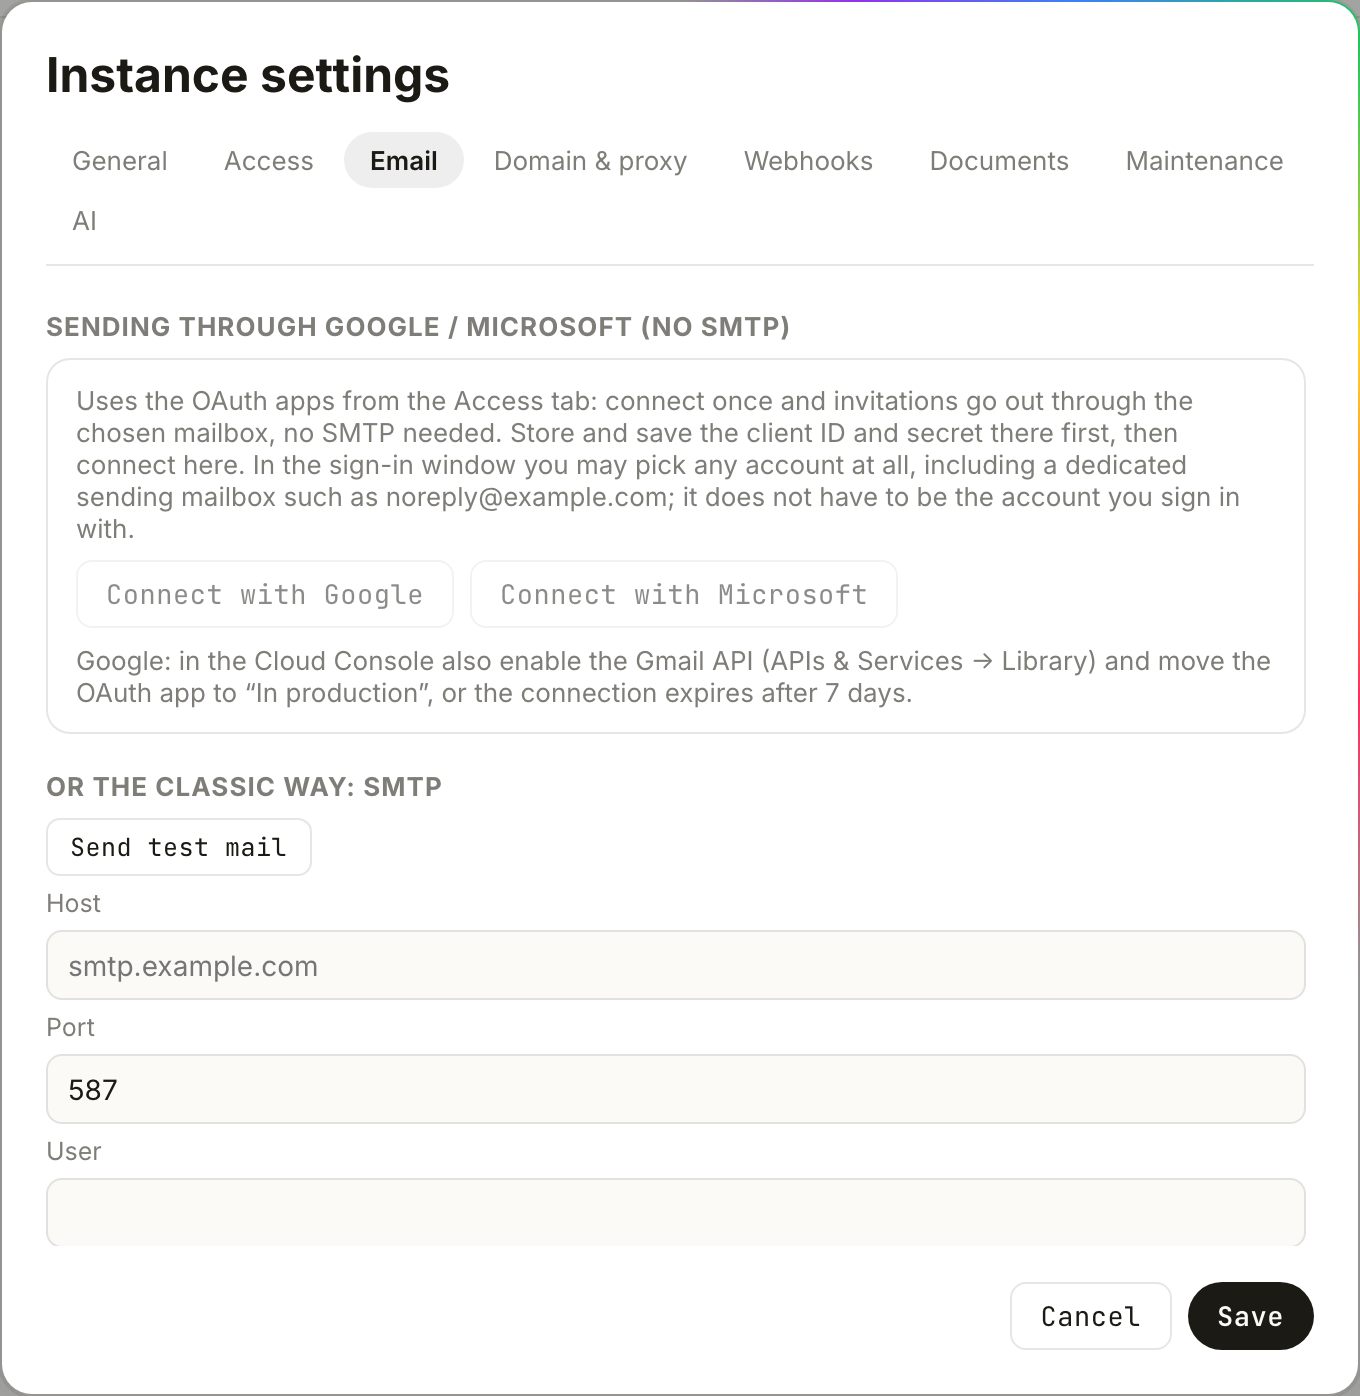 Instance settings
General Access Email Domain & proxy Webhooks Documents Maintenance
AI
SENDING THROUGH GOOGLE / MICROSOFT (NO SMTP)
Uses the OAuth apps from the Access tab: connect once and invitations go out through the
chosen mailbox, no SMTP needed. Store and save the client ID and secret there first, then
connect here. In the sign-in window you may pick any account at all, including a dedicated
sending mailbox such as noreply@example.com; it does not have to be the account you sign in
with.
Connect with Google Connect with Microsoft
Google: in the Cloud Console also enable the Gmail API (APIs & Services → Library) and move the
OAuth app to “In production”, or the connection expires after 7 days.
OR THE CLASSIC WAY: SMTP
Send test mail
Host
smtp.example.com
Port
587
User
Cancel Save